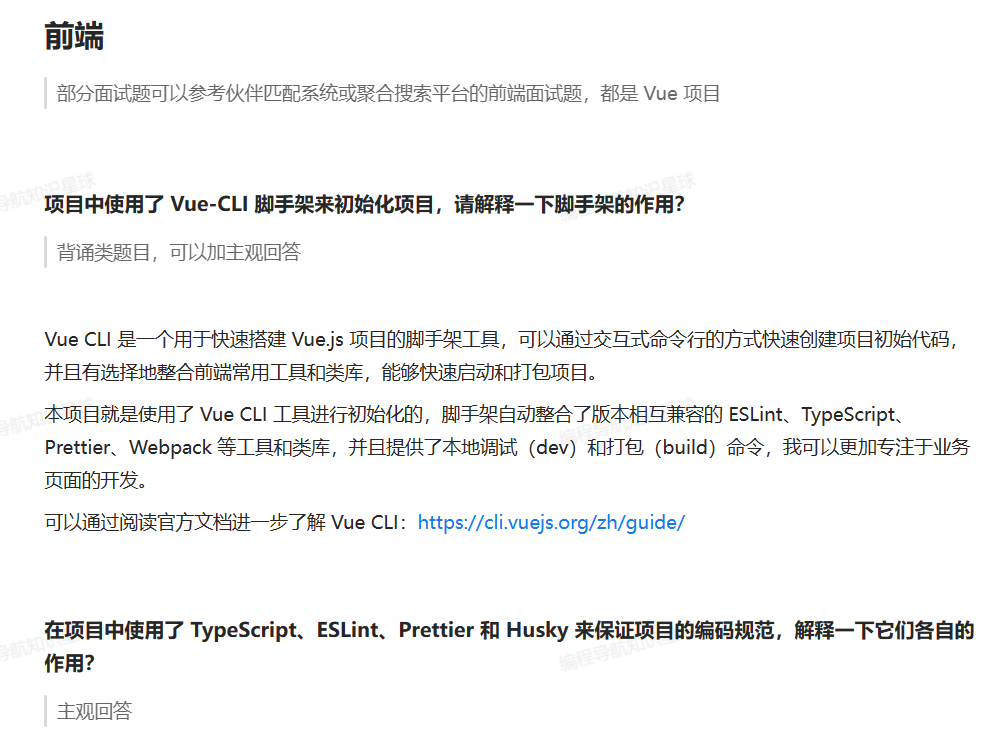 前端
部分面试题可以参考伙伴匹配系统或聚合搜索平台的前端面试题，都是 Vue 项目
项目中使用了 Vue-CLI 脚手架来初始化项目，请解释一下脚手架的作用？
背诵类题目，可以加主观回答
Vue CLI 是一个用于快速搭建 Vue.js 项目的脚手架工具，可以通过交互式命令行的方式快速创建项目初始代码，
并且有选择地整合前端常用工具和类库，能够快速启动和打包项目。
本项目就是使用了 Vue CLI 工具进行初始化的，脚手架自动整合了版本相互兼容的 ESLint、TypeScript、
Prettier、Webpack 等工具和类库，并且提供了本地调试（dev）和打包（build）命令，我可以更加专注于业务
页面的开发。
可以通过阅读官方文档进一步了解 Vue CLI：https://cli.vuejs.org/zh/guide/
在项目中使用了 TypeScript、ESLint、Prettier 和 Husky 来保证项目的编码规范，解释一下它们各自的
作用？
编程导航知识星球
主观回答